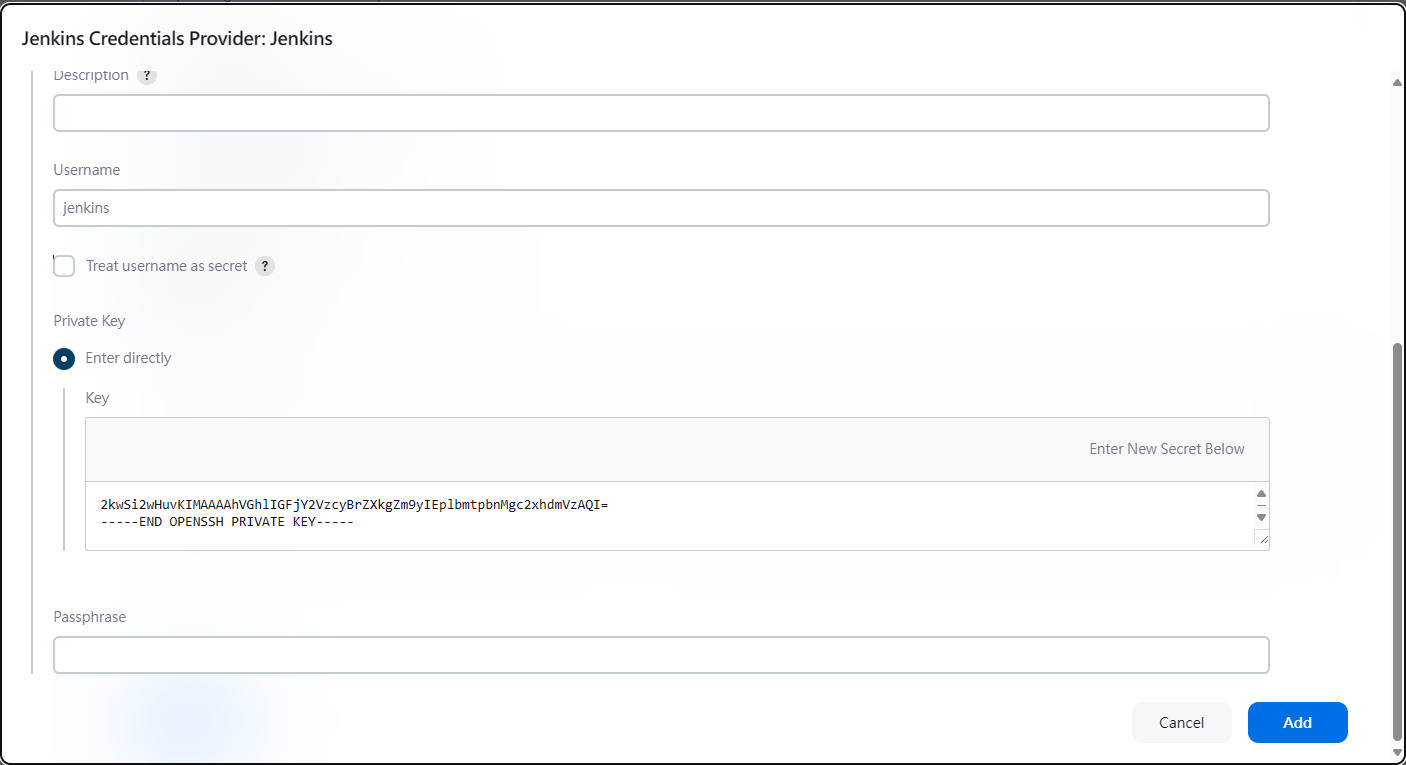 Jenkins Credentials Provider: Jenkins
Description ?
Username
jenkins
Treat username as secret ?
Private Key
Enter directly
Key
Enter New Secret Below
2kwSi2wHuvKIMAAAAhVGhlIGFjY2VzcyBrZXkgZm9yIEplbmtpbnMgc2xhdmVzAQI=
-----END OPENSSH PRIVATE KEY-----
Passphrase
Cancel
Add